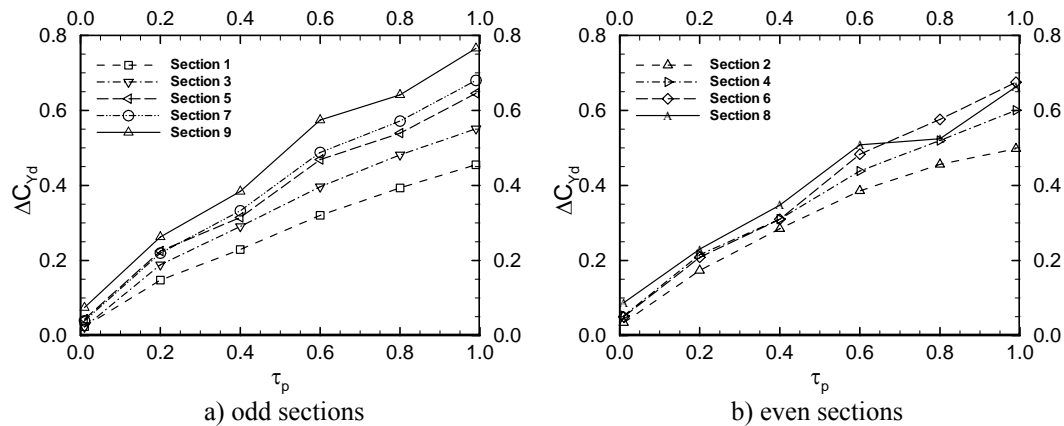 0.0 0.2 0.4 0.6 0.8 1.0
0.8 0.8
0.6 0.6
0.4 0.4
0.2 0.2
0.0 0.0
0.0 0.2 0.4 0.6 0.8 1.0
ΔC_Yd
τ_p
Section 1
Section 3
Section 5
Section 7
Section 9
a) odd sections
0.0 0.2 0.4 0.6 0.8 1.0
0.8 0.8
0.6 0.6
0.4 0.4
0.2 0.2
0.0 0.0
0.0 0.2 0.4 0.6 0.8 1.0
ΔC_Yd
τ_p
Section 2
Section 4
Section 6
Section 8
b) even sections